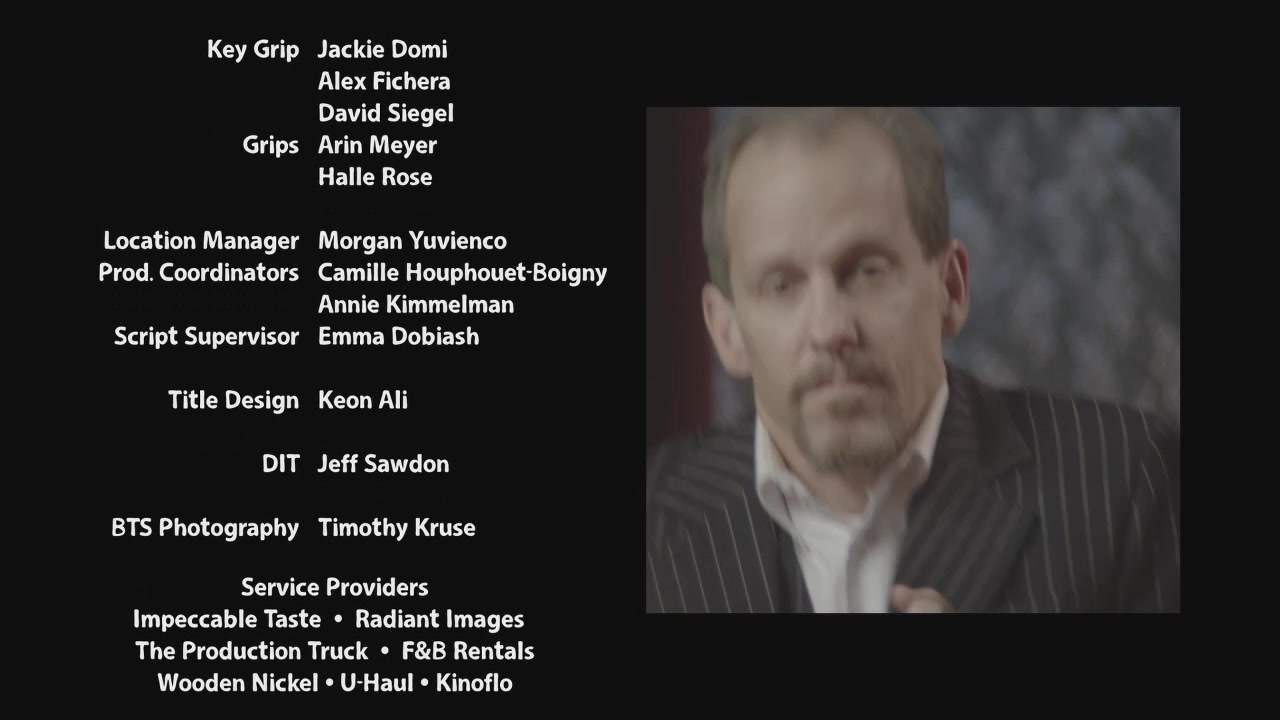 Key Grip Jackie Domi
Alex Fichera
David Siegel
Grips Arin Meyer
Halle Rose
Location Manager Morgan Yuvienco
Prod. Coordinators Camille Houphouet-Boigny
Annie Kimmelman
Script Supervisor Emma Dobiash
Title Design Keon Ali
DIT Jeff Sawdon
BTS Photography Timothy Kruse
Service Providers
Impeccable Taste • Radiant Images
The Production Truck • F&B Rentals
Wooden Nickel • U-Haul • Kinoflo